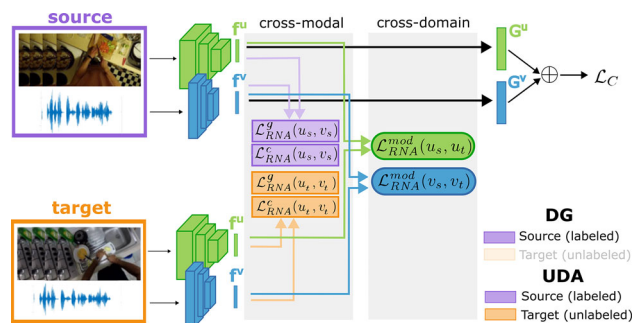 source
cross-modal
cross-domain
f^u
G^u
f^v
G^v
⊕
L_C
L^g_RNA(u_s, v_s)
L^c_RNA(u_s, v_s)
L^g_RNA(u_t, v_t)
L^c_RNA(u_t, v_t)
L^mod_RNA(u_s, u_t)
L^mod_RNA(v_s, v_t)
target
f^u
f^v
DG
Source (labeled)
Target (unlabeled)
UDA
Source (labeled)
Target (unlabeled)